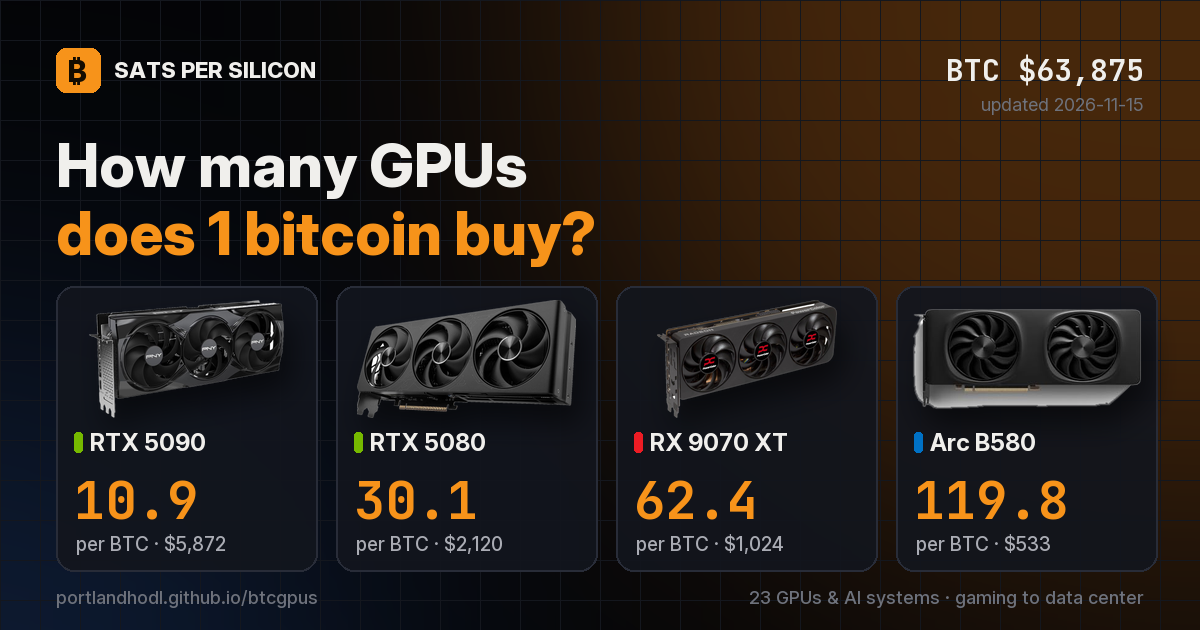 ₿ SATS PER SILICON
BTC $63,875
updated 2026-11-15
How many GPUs
does 1 bitcoin buy?
PNY PNY PNY
RTX 5090
10.9
per BTC · $5,872
RTX 5080
30.1
per BTC · $2,120
RX 9070 XT
62.4
per BTC · $1,024
Arc B580
119.8
per BTC · $533
portlandhodl.github.io/btcgpus
23 GPUs & AI systems · gaming to data center